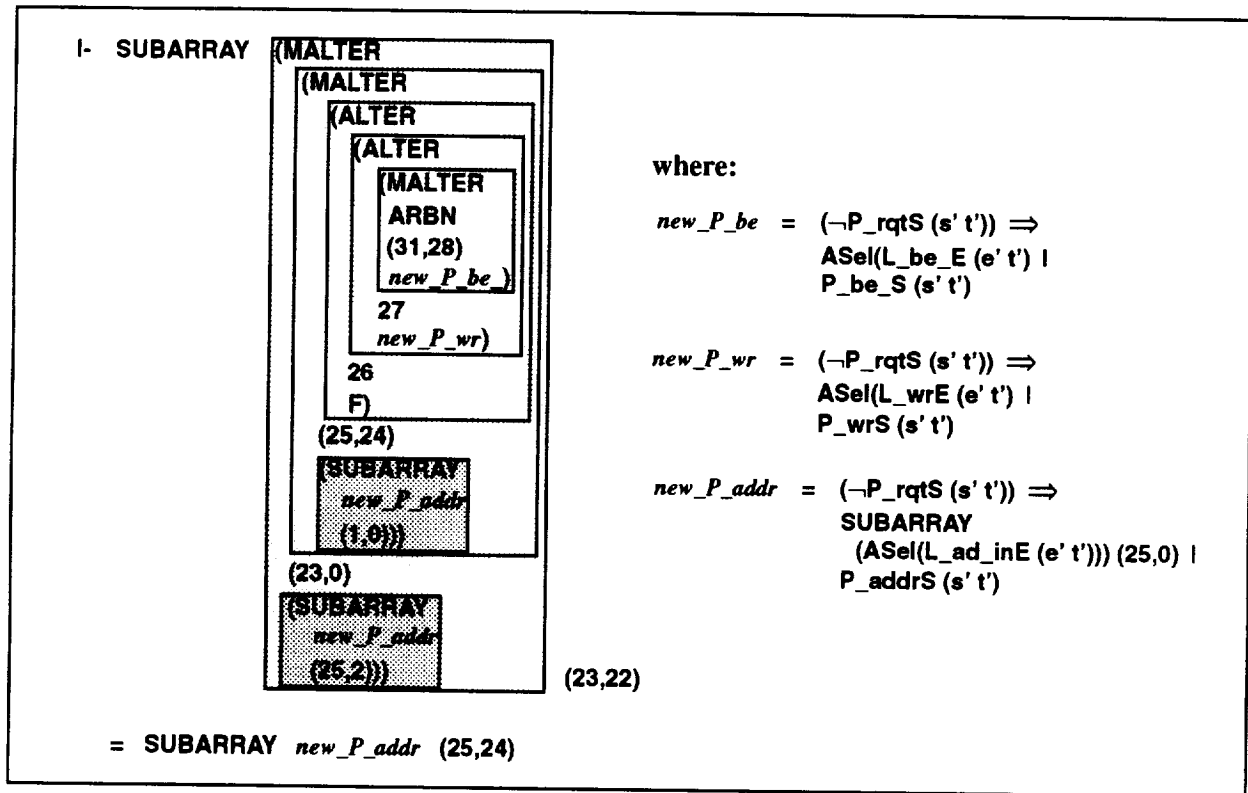 |- SUBARRAY (MALTER
(MALTER
(ALTER
(ALTER
(MALTER
ARBN
(31,28)
new_P_be_)
27
new_P_wr)
26
F)
(25,24)
(SUBARRAY
new_P_addr
(1,0)))
(23,0)
(SUBARRAY
new_P_addr
(25,2)))
(23,22)
= SUBARRAY new_P_addr (25,24)
where:
new_P_be = (¬P_rqtS (s' t')) ⇒
ASel(L_be_E (e' t') |
P_be_S (s' t')
new_P_wr = (¬P_rqtS (s' t')) ⇒
ASel(L_wrE (e' t') |
P_wrS (s' t')
new_P_addr = (¬P_rqtS (s' t')) ⇒
SUBARRAY
(ASel(L_ad_inE (e' t'))) (25,0) |
P_addrS (s' t')